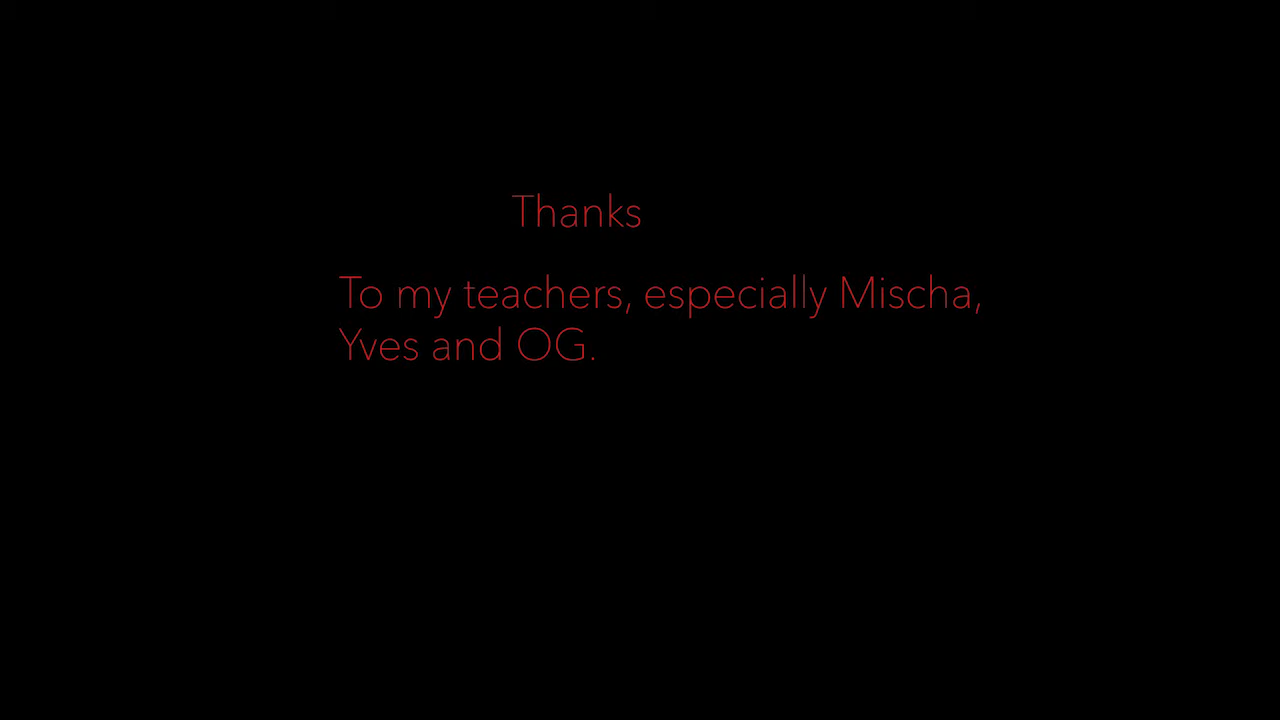 Thanks
To my teachers, especially Mischa,
Yves and OG.